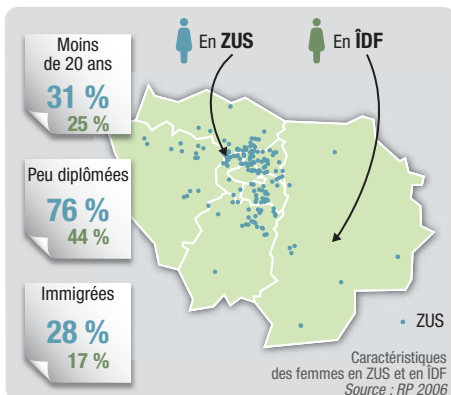 En ZUS
En ÎDF
Moins
de 20 ans
31 %
25 %
Peu diplômées
76 %
44 %
Immigrées
28 %
17 %
ZUS
Caractéristiques
des femmes en ZUS et en ÎDF
Source : RP 2006